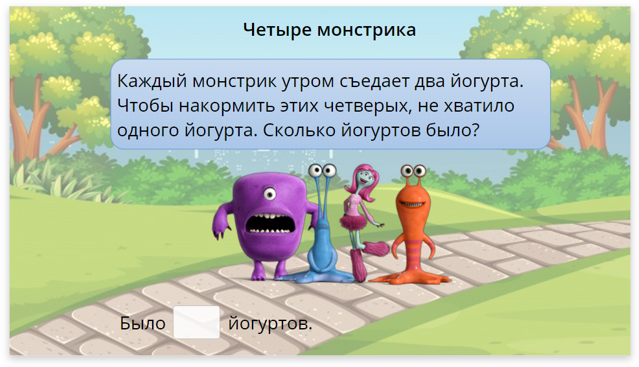 Четыре монстрика
Каждый монстрик утром съедает два йогурта.
Чтобы накормить этих четверых, не хватило
одного йогурта. Сколько йогуртов было?
Было йогуртов.